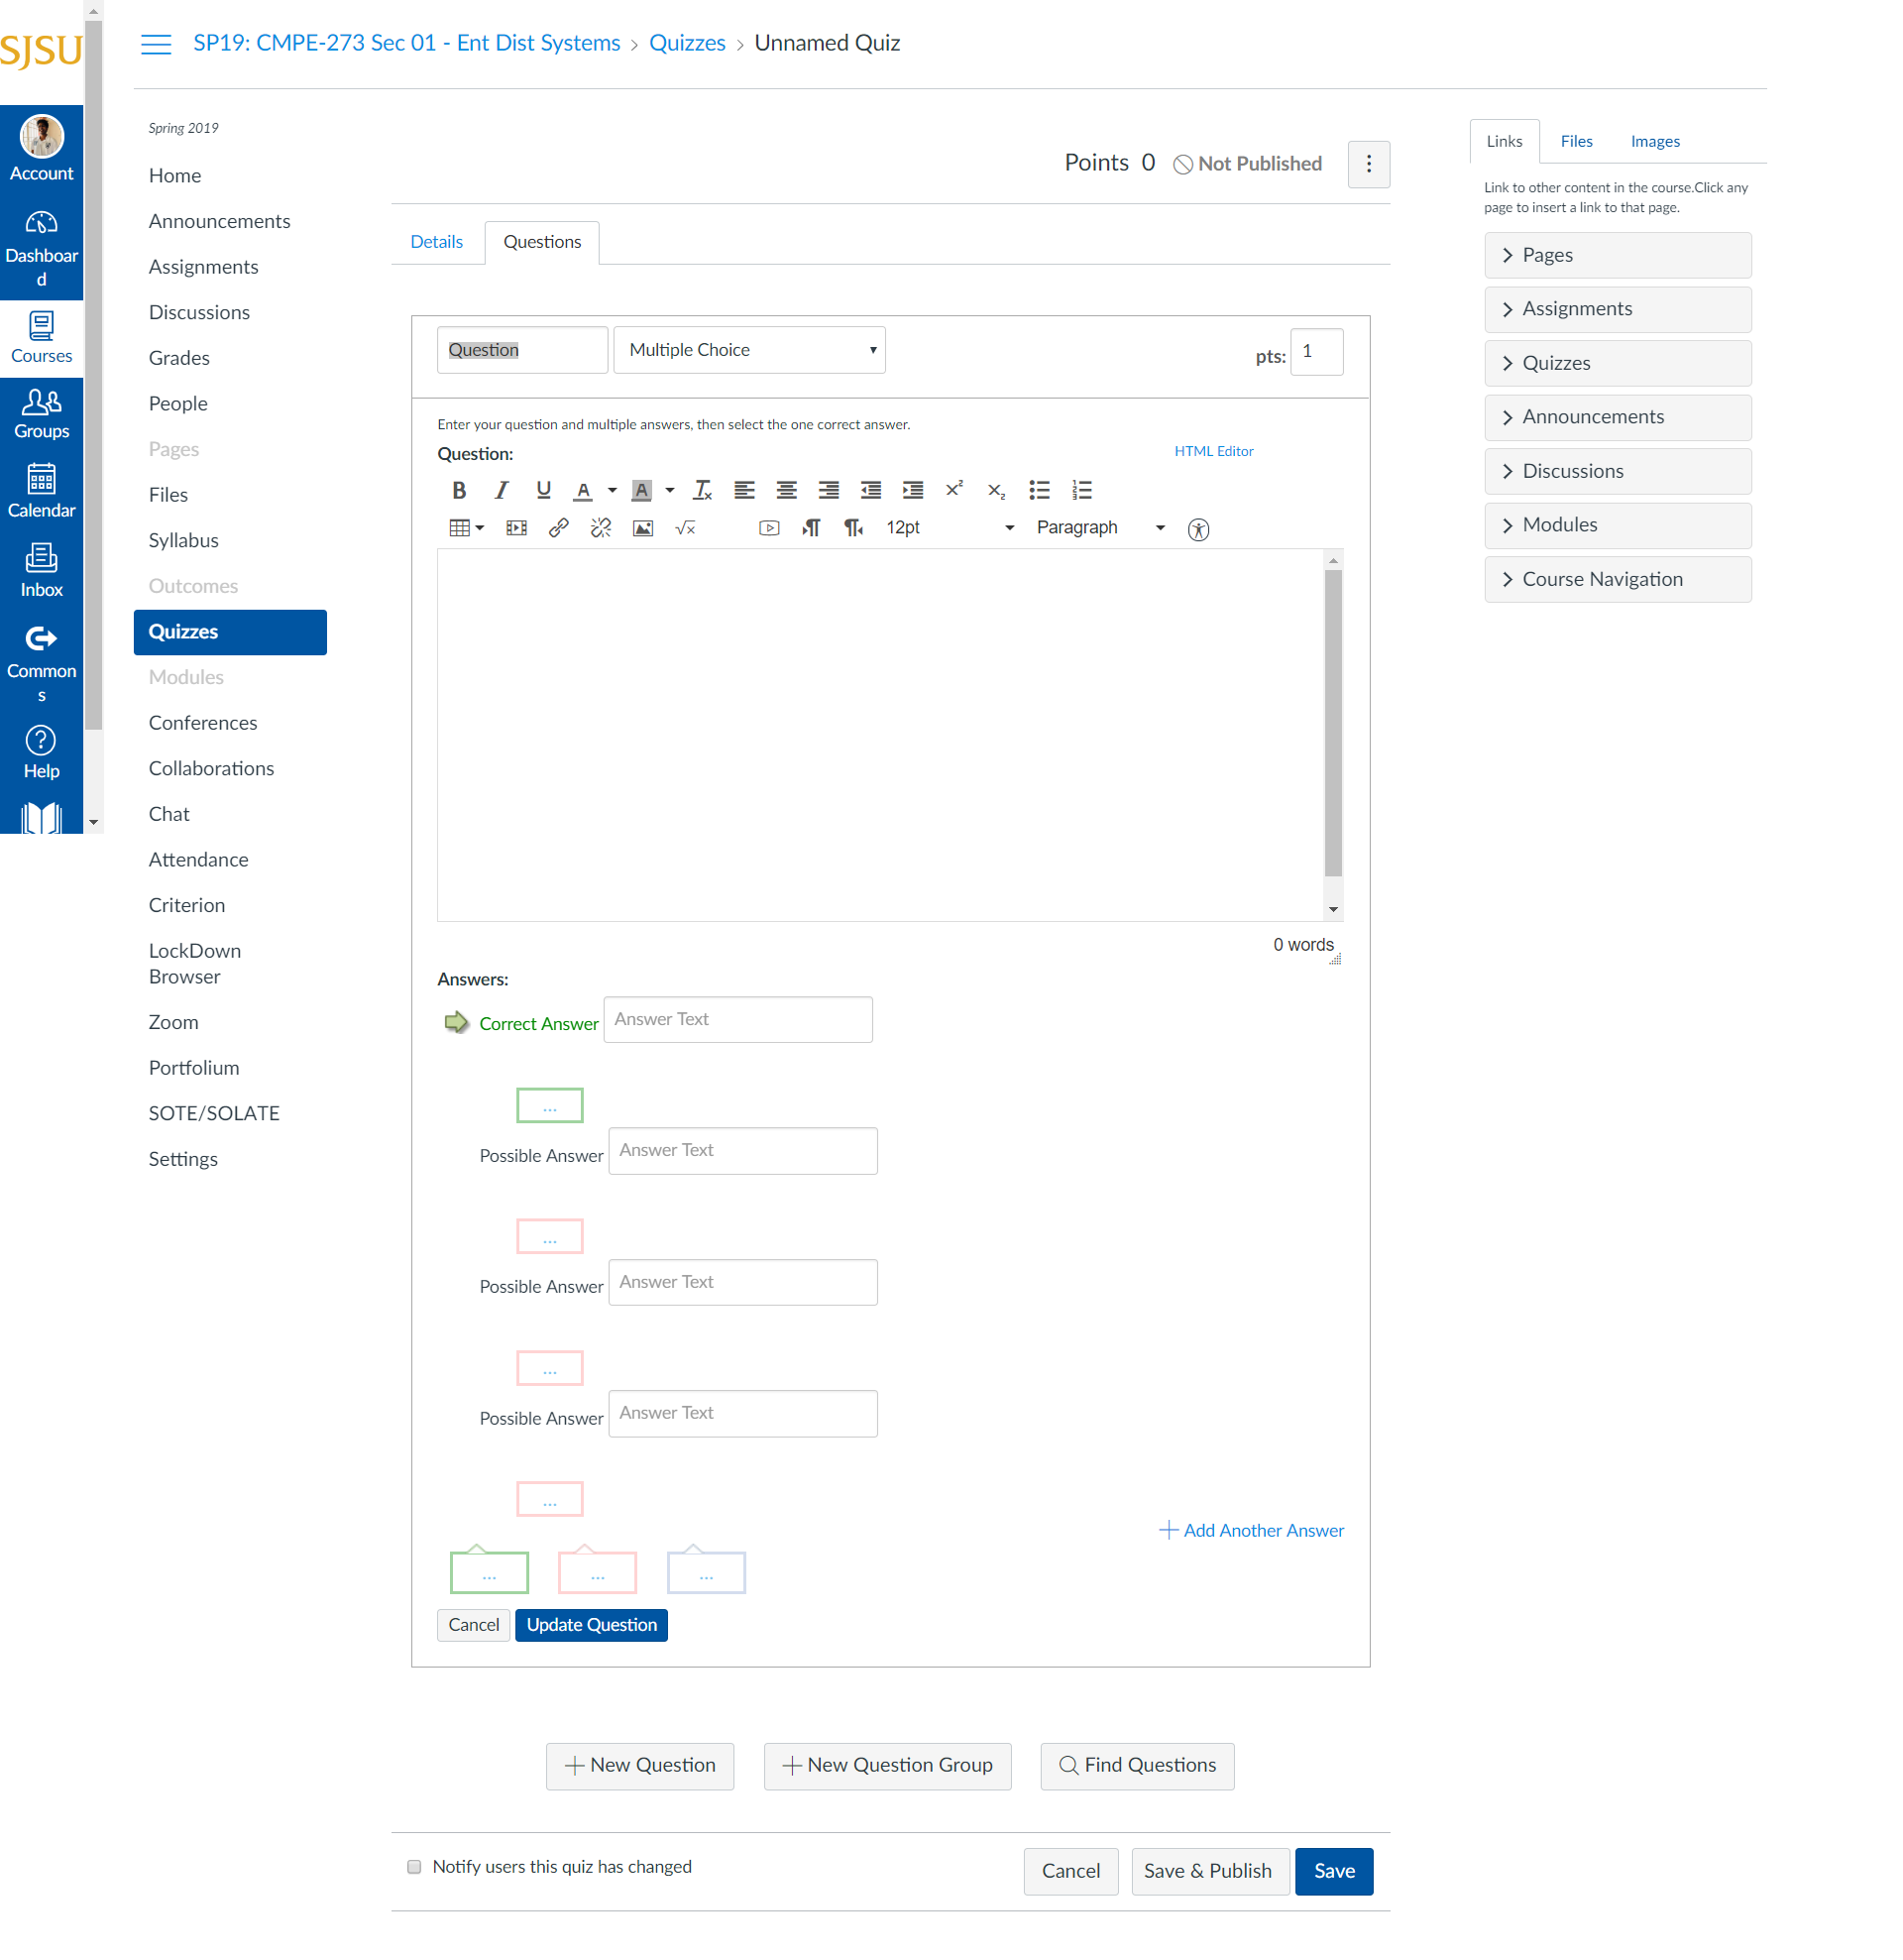 SJSU
SP19: CMPE-273 Sec 01 - Ent Dist Systems > Quizzes > Unnamed Quiz
Account
Dashboar
d
Courses
Groups
Calendar
Inbox
Common
s
Help
Spring 2019
Home
Announcements
Assignments
Discussions
Grades
People
Pages
Files
Syllabus
Outcomes
Quizzes
Modules
Conferences
Collaborations
Chat
Attendance
Criterion
LockDown
Browser
Zoom
Portfolium
SOTE/SOLATE
Settings
Points 0 Not Published
Details Questions
Question Multiple Choice pts: 1
Enter your question and multiple answers, then select the one correct answer.
Question: HTML Editor
12pt Paragraph
0 words
Answers:
Correct Answer Answer Text
...
Possible Answer Answer Text
...
Possible Answer Answer Text
...
Possible Answer Answer Text
...
Add Another Answer
... ... ...
Cancel Update Question
New Question New Question Group Find Questions
Notify users this quiz has changed Cancel Save & Publish Save
Links Files Images
Link to other content in the course.Click any
page to insert a link to that page.
Pages
Assignments
Quizzes
Announcements
Discussions
Modules
Course Navigation